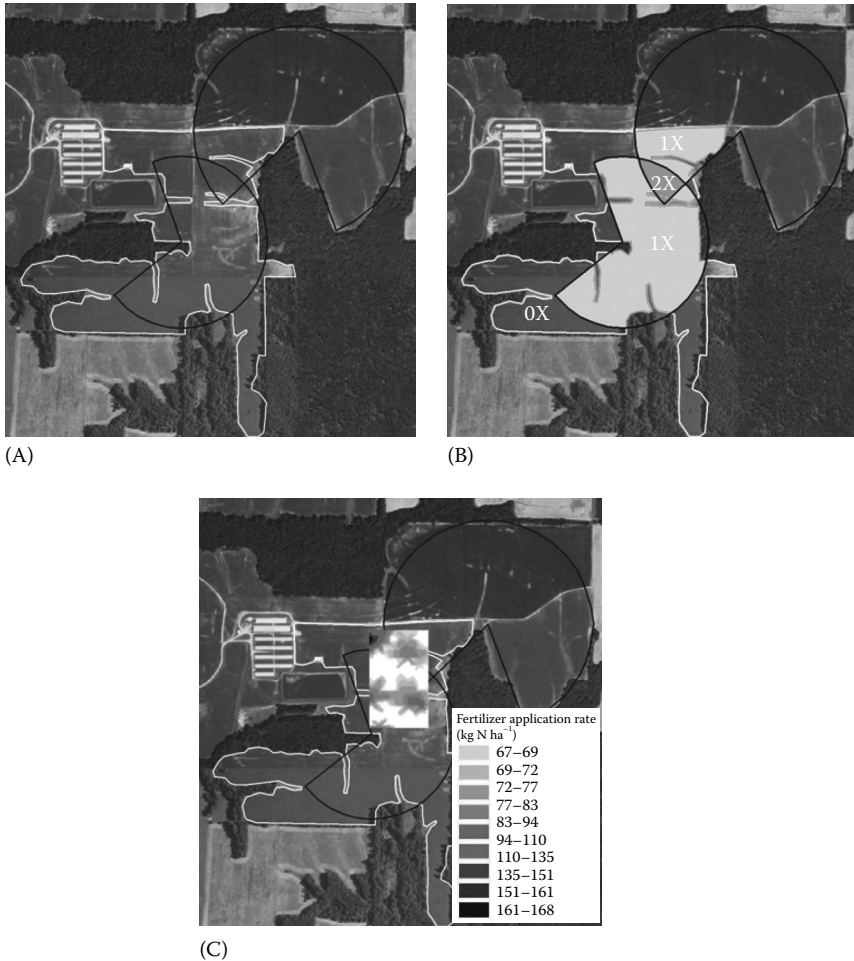 1X
2X
1X
0X
(A)
(B)
Fertilizer application rate
(kg N ha⁻¹)
67–69
69–72
72–77
77–83
83–94
94–110
110–135
135–151
151–161
161–168
(C)